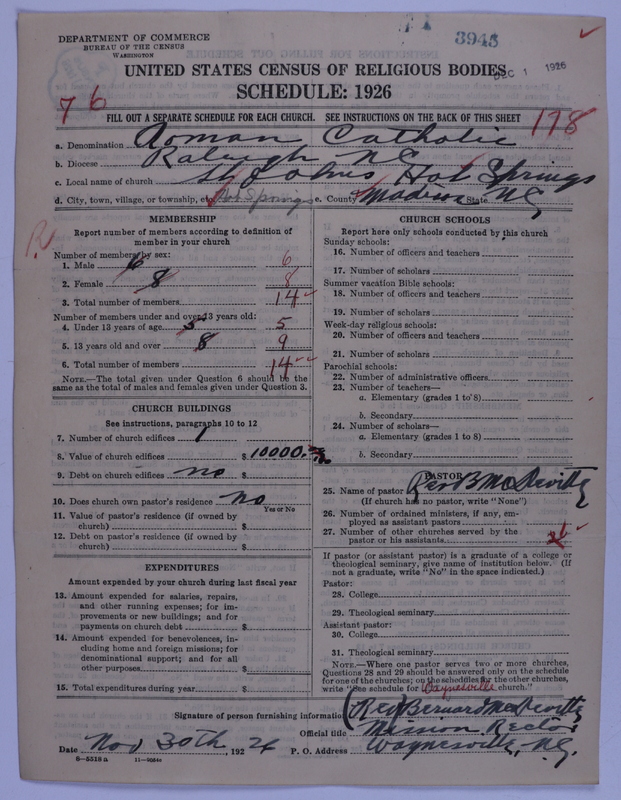 DEPARTMENT OF COMMERCE
BUREAU OF THE CENSUS
WASHINGTON
3945
DEC 1 1926
UNITED STATES CENSUS OF RELIGIOUS BODIES
SCHEDULE: 1926
76
FILL OUT A SEPARATE SCHEDULE FOR EACH CHURCH. SEE INSTRUCTIONS ON THE BACK OF THIS SHEET
198
a. Denomination Roman Catholic
b. Diocese Raleigh NC
c. Local name of church St Johns Hot Springs
d. City, town, village, or township, etc. Hot Springs e. County Madison State NC
R
MEMBERSHIP
Report number of members according to definition of
member in your church
Number of members by sex:
1. Male 6 6
2. Female 8 8
3. Total number of members 14
Number of members under and over 13 years old:
4. Under 13 years of age 5 5
5. 13 years old and over 8 9
6. Total number of members 14
NOTE.—The total given under Question 6 should be the
same as the total of males and females given under Question 3.
CHURCH BUILDINGS
See instructions, paragraphs 10 to 12
7. Number of church edifices 1
8. Value of church edifices $ 10000.
9. Debt on church edifices no $
10. Does church own pastor's residence no
Yes or No
11. Value of pastor's residence (if owned by
church) $
12. Debt on pastor's residence (if owned by
church) $
EXPENDITURES
Amount expended by your church during last fiscal year
13. Amount expended for salaries, repairs,
and other running expenses; for im-
provements or new buildings; and for
payments on church debt $
14. Amount expended for benevolences, in-
cluding home and foreign missions; for
denominational support; and for all
other purposes $
15. Total expenditures during year $
CHURCH SCHOOLS
Report here only schools conducted by this church
Sunday schools:
16. Number of officers and teachers
17. Number of scholars
Summer vacation Bible schools:
18. Number of officers and teachers
19. Number of scholars
Week-day religious schools:
20. Number of officers and teachers
21. Number of scholars
Parochial schools:
22. Number of administrative officers
23. Number of teachers—
a. Elementary (grades 1 to 8)
b. Secondary
24. Number of scholars—
a. Elementary (grades 1 to 8)
b. Secondary
PASTOR
25. Name of pastor Rev B McDevitt
(If church has no pastor, write "None")
26. Number of ordained ministers, if any, em-
ployed as assistant pastors
27. Number of other churches served by the
pastor or his assistants 6
If pastor (or assistant pastor) is a graduate of a college or
theological seminary, give name of institution below. (If
not a graduate, write "No" in the space indicated.)
Pastor:
28. College
29. Theological seminary
Assistant pastor:
30. College
31. Theological seminary
NOTE.—Where one pastor serves two or more churches,
Questions 28 and 29 should be answered only on the schedule
for one of the churches; on the schedules for the other churches,
write "See schedule for Waynesville church."
Signature of person furnishing information (Rev) Bernard McDevitt
Official title Mission Rector
Date Nov 30th, 1926 P. O. Address Waynesville, N.C.
8-5518 a 11-9064